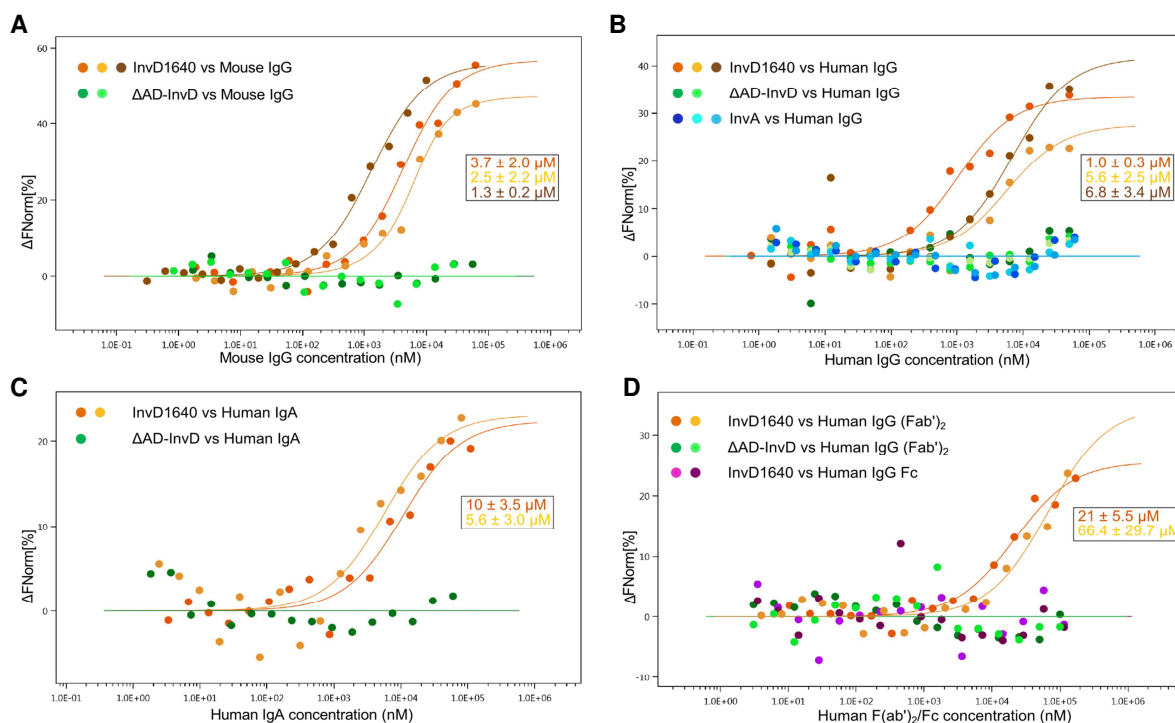 A
60
40
20
0
-10
ΔFNorm[%]
InvD1640 vs Mouse IgG
ΔAD-InvD vs Mouse IgG
3.7 ± 2.0 µM
2.5 ± 2.2 µM
1.3 ± 0.2 µM
1.0E-01 1.0E+00 1.0E+01 1.0E+02 1.0E+03 1.0E+04 1.0E+05 1.0E+06
Mouse IgG concentration (nM)
B
40
30
20
10
0
-10
ΔFNorm[%]
InvD1640 vs Human IgG
ΔAD-InvD vs Human IgG
InvA vs Human IgG
1.0 ± 0.3 µM
5.6 ± 2.5 µM
6.8 ± 3.4 µM
1.0E-01 1.0E+00 1.0E+01 1.0E+02 1.0E+03 1.0E+04 1.0E+05 1.0E+06
Human IgG concentration (nM)
C
20
10
0
ΔFNorm[%]
InvD1640 vs Human IgA
ΔAD-InvD vs Human IgA
10 ± 3.5 µM
5.6 ± 3.0 µM
1.0E-01 1.0E+00 1.0E+01 1.0E+02 1.0E+03 1.0E+04 1.0E+05 1.0E+06
Human IgA concentration (nM)
D
30
20
10
0
-10
ΔFNorm[%]
InvD1640 vs Human IgG (Fab')₂
ΔAD-InvD vs Human IgG (Fab')₂
InvD1640 vs Human IgG Fc
21 ± 5.5 µM
66.4 ± 29.7 µM
1.0E+00 1.0E+01 1.0E+02 1.0E+03 1.0E+04 1.0E+05 1.0E+06
Human F(ab')₂/Fc concentration (nM)